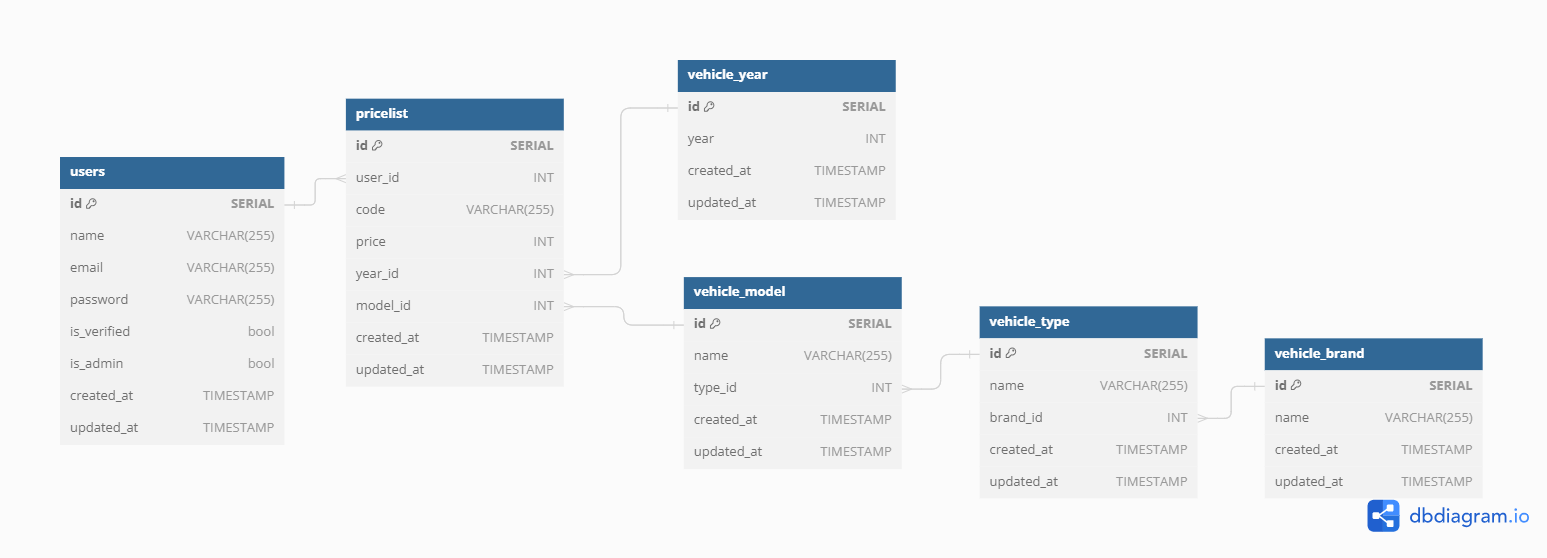 users
id SERIAL
name VARCHAR(255)
email VARCHAR(255)
password VARCHAR(255)
is_verified bool
is_admin bool
created_at TIMESTAMP
updated_at TIMESTAMP
pricelist
id SERIAL
user_id INT
code VARCHAR(255)
price INT
year_id INT
model_id INT
created_at TIMESTAMP
updated_at TIMESTAMP
vehicle_year
id SERIAL
year INT
created_at TIMESTAMP
updated_at TIMESTAMP
vehicle_model
id SERIAL
name VARCHAR(255)
type_id INT
created_at TIMESTAMP
updated_at TIMESTAMP
vehicle_type
id SERIAL
name VARCHAR(255)
brand_id INT
created_at TIMESTAMP
updated_at TIMESTAMP
vehicle_brand
id SERIAL
name VARCHAR(255)
created_at TIMESTAMP
updated_at TIMESTAMP
dbdiagram.io